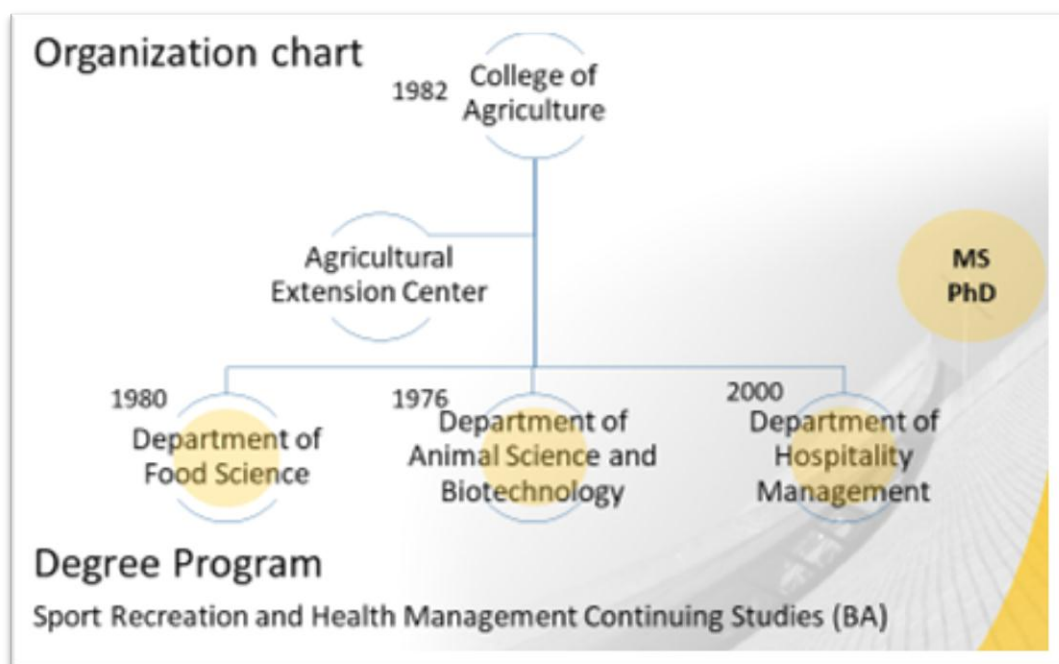 Organization chart
1982
College of
Agriculture
Agricultural
Extension Center
MS
PhD
1980
Department of
Food Science
1976
Department of
Animal Science and
Biotechnology
2000
Department of
Hospitality
Management
Degree Program
Sport Recreation and Health Management Continuing Studies (BA)